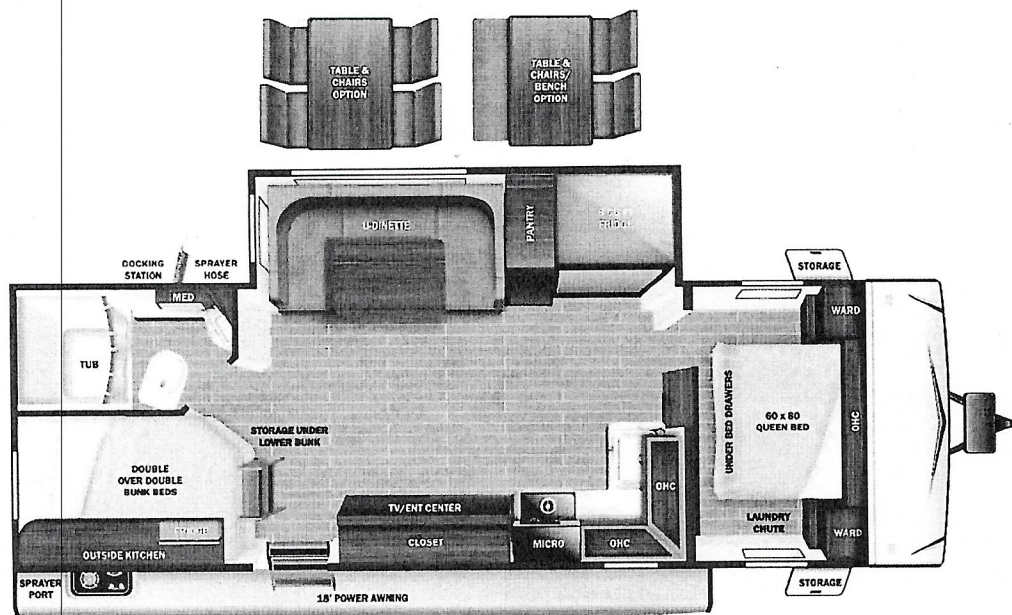 TABLE &
CHAIRS
OPTION
TABLE &
CHAIRS/
BENCH
OPTION
U-DINETTE
PANTRY
FRIDGE
DOCKING
STATION
SPRAYER
HOSE
STORAGE
MED
WARD
TUB
UNDER BED DRAWERS
60 x 80
QUEEN BED
OHC
STORAGE UNDER
LOWER BUNK
DOUBLE
OVER DOUBLE
BUNK BEDS
OHC
TV/ENT CENTER
LAUNDRY
CHUTE
OUTSIDE KITCHEN
CLOSET
MICRO
OHC
WARD
SPRAYER
PORT
18' POWER AWNING
STORAGE